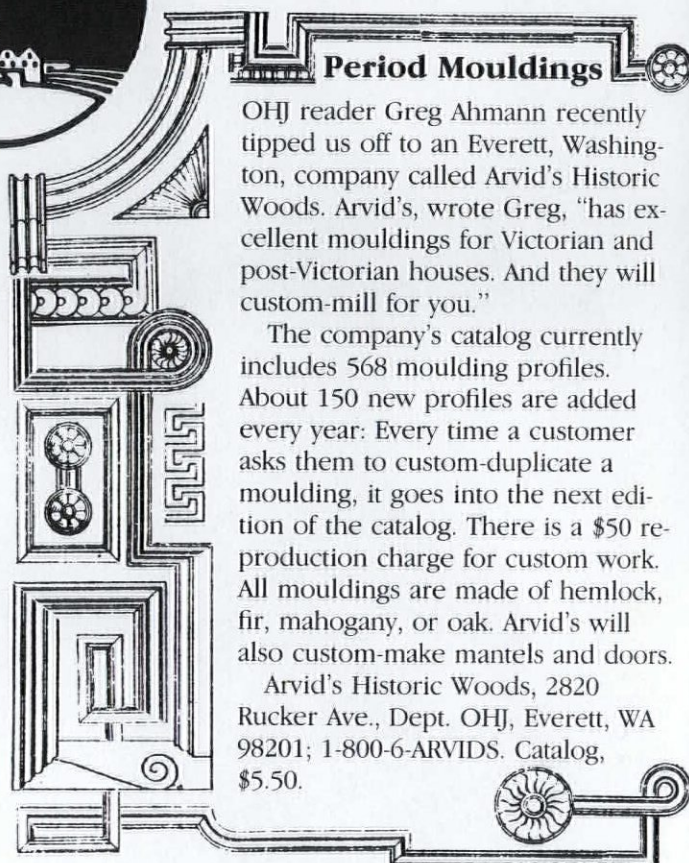 Period Mouldings
OHJ reader Greg Ahmann recently
tipped us off to an Everett, Washing-
ton, company called Arvid's Historic
Woods. Arvid's, wrote Greg, "has ex-
cellent mouldings for Victorian and
post-Victorian houses. And they will
custom-mill for you."
The company's catalog currently
includes 568 moulding profiles.
About 150 new profiles are added
every year: Every time a customer
asks them to custom-duplicate a
moulding, it goes into the next edi-
tion of the catalog. There is a $50 re-
production charge for custom work.
All mouldings are made of hemlock,
fir, mahogany, or oak. Arvid's will
also custom-make mantels and doors.
Arvid's Historic Woods, 2820
Rucker Ave., Dept. OHJ, Everett, WA
98201; 1-800-6-ARVIDS. Catalog,
$5.50.